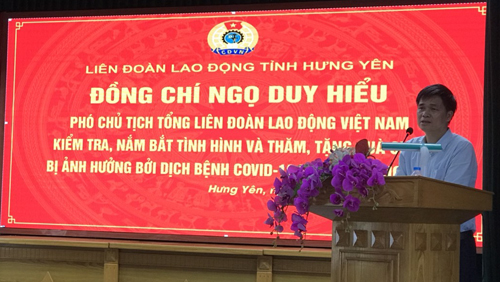 CĐVN
LIÊN ĐOÀN LAO ĐỘNG TỈNH HƯNG YÊN
ĐỒNG CHÍ NGỌ DUY HIỂU
PHÓ CHỦ TỊCH TỔNG LIÊN ĐOÀN LAO ĐỘNG VIỆT NAM
KIỂM TRA, NẮM BẮT TÌNH HÌNH VÀ THĂM, TẶNG QUÀ
BỊ ẢNH HƯỞNG BỞI DỊCH BỆNH COVID-
Hưng Yên,